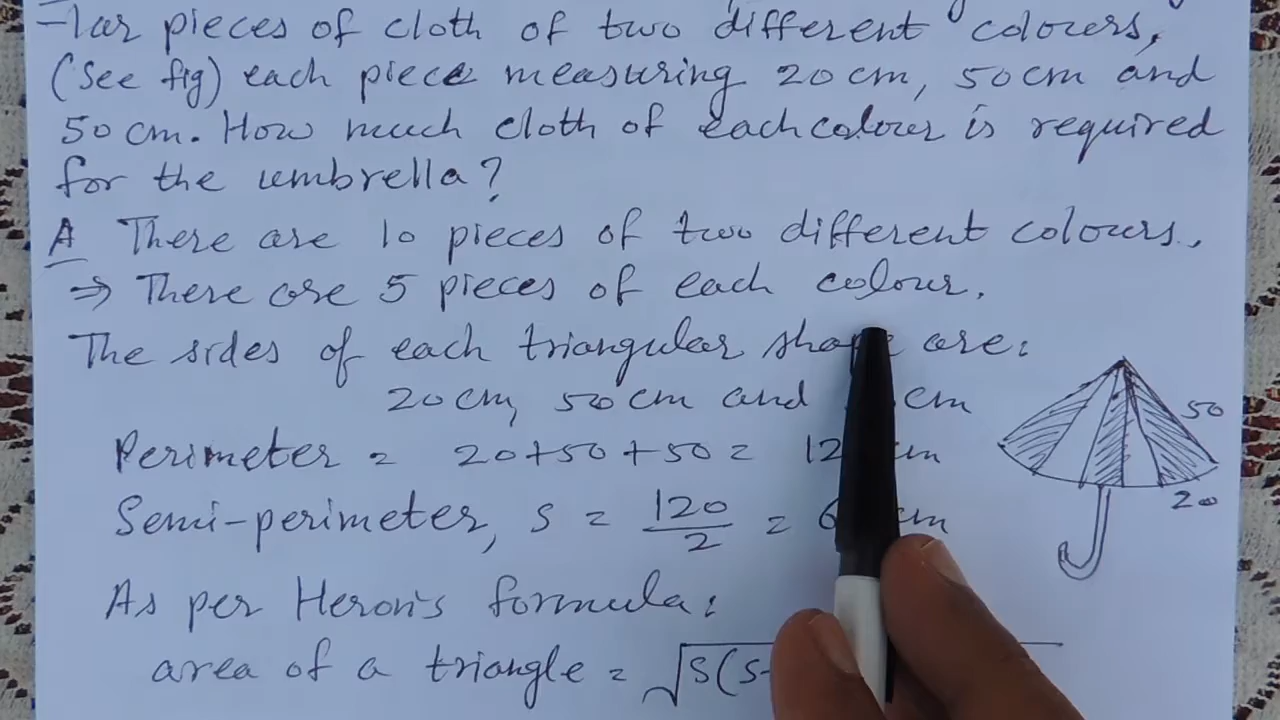 -lar pieces of cloth of two different colours,
(See fig) each piece measuring 20 cm, 50 cm and
50 cm. How much cloth of each colour is required
for the umbrella?
A There are 10 pieces of two different colours.
⇒ There are 5 pieces of each colour.
The sides of each triangular shape are:
20 cm, 50 cm and cm
50
Perimeter = 20+50+50 = 12 cm
20
Semi-perimeter, S = 120/2 = 6 cm
As per Heron's formula:
area of a triangle = √S(S-